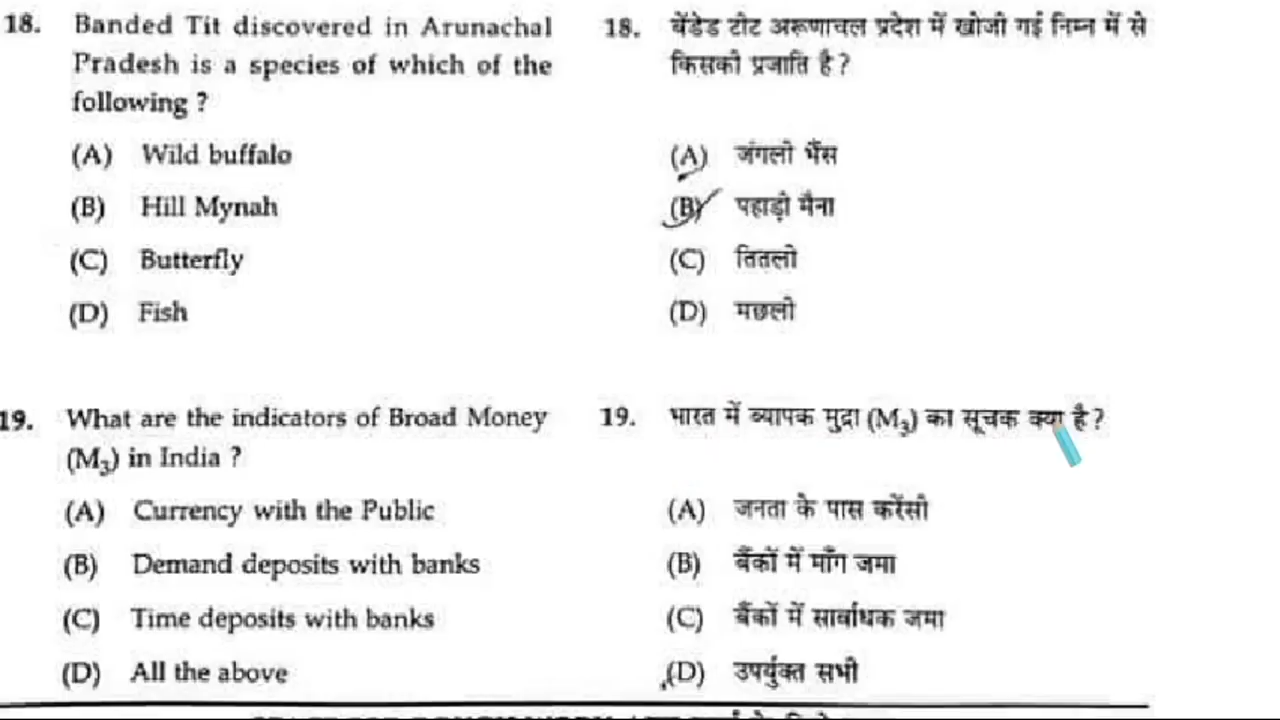 18. Banded Tit discovered in Arunachal
Pradesh is a species of which of the
following ?
(A) Wild buffalo
(B) Hill Mynah
(C) Butterfly
(D) Fish
18. बेंडेड टीट अरूणाचल प्रदेश में खोजी गई निम्न में से
किसकी प्रजाति है ?
(A) जंगली भैंस
(B) पहाड़ी मैना
(C) तितली
(D) मछली
19. What are the indicators of Broad Money
(M₃) in India ?
(A) Currency with the Public
(B) Demand deposits with banks
(C) Time deposits with banks
(D) All the above
19. भारत में व्यापक मुद्रा (M₃) का सूचक क्या है ?
(A) जनता के पास करेंसी
(B) बैंकों में माँग जमा
(C) बैंकों में सावधिक जमा
(D) उपर्युक्त सभी